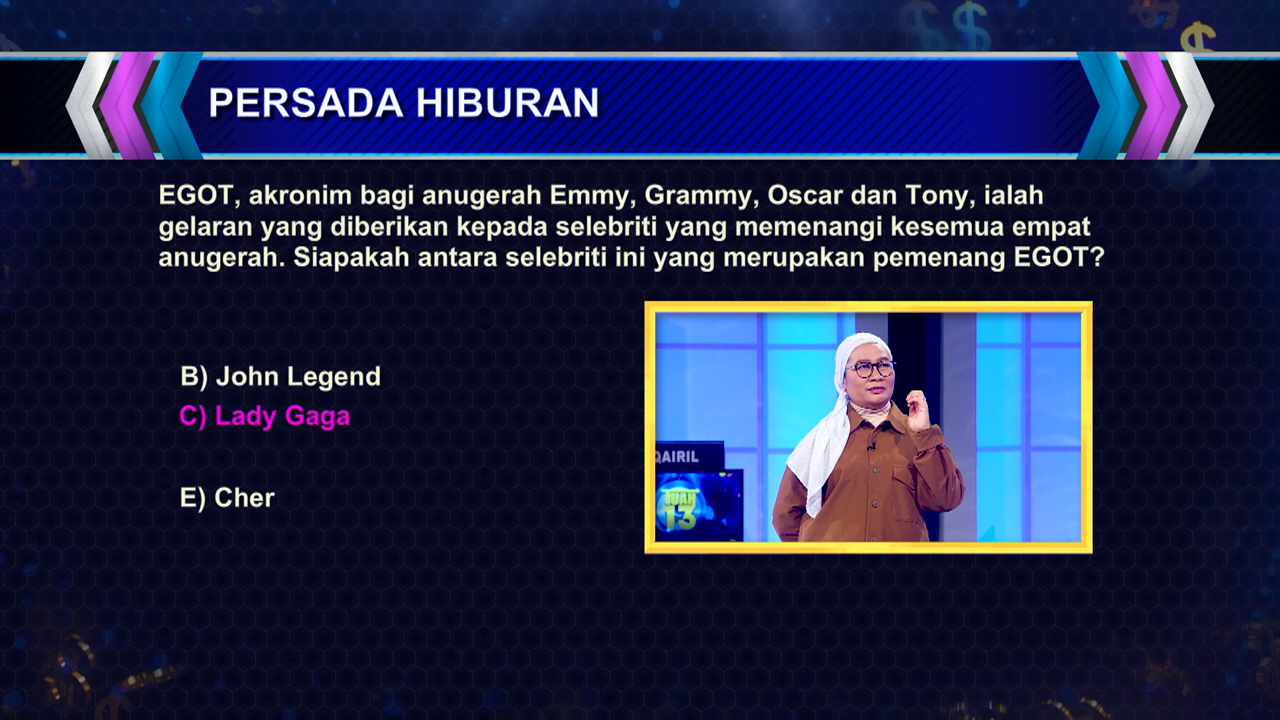 PERSADA HIBURAN
EGOT, akronim bagi anugerah Emmy, Grammy, Oscar dan Tony, ialah
gelaran yang diberikan kepada selebriti yang memenangi kesemua empat
anugerah. Siapakah antara selebriti ini yang merupakan pemenang EGOT?
B) John Legend
C) Lady Gaga
E) Cher
QAIRIL
13